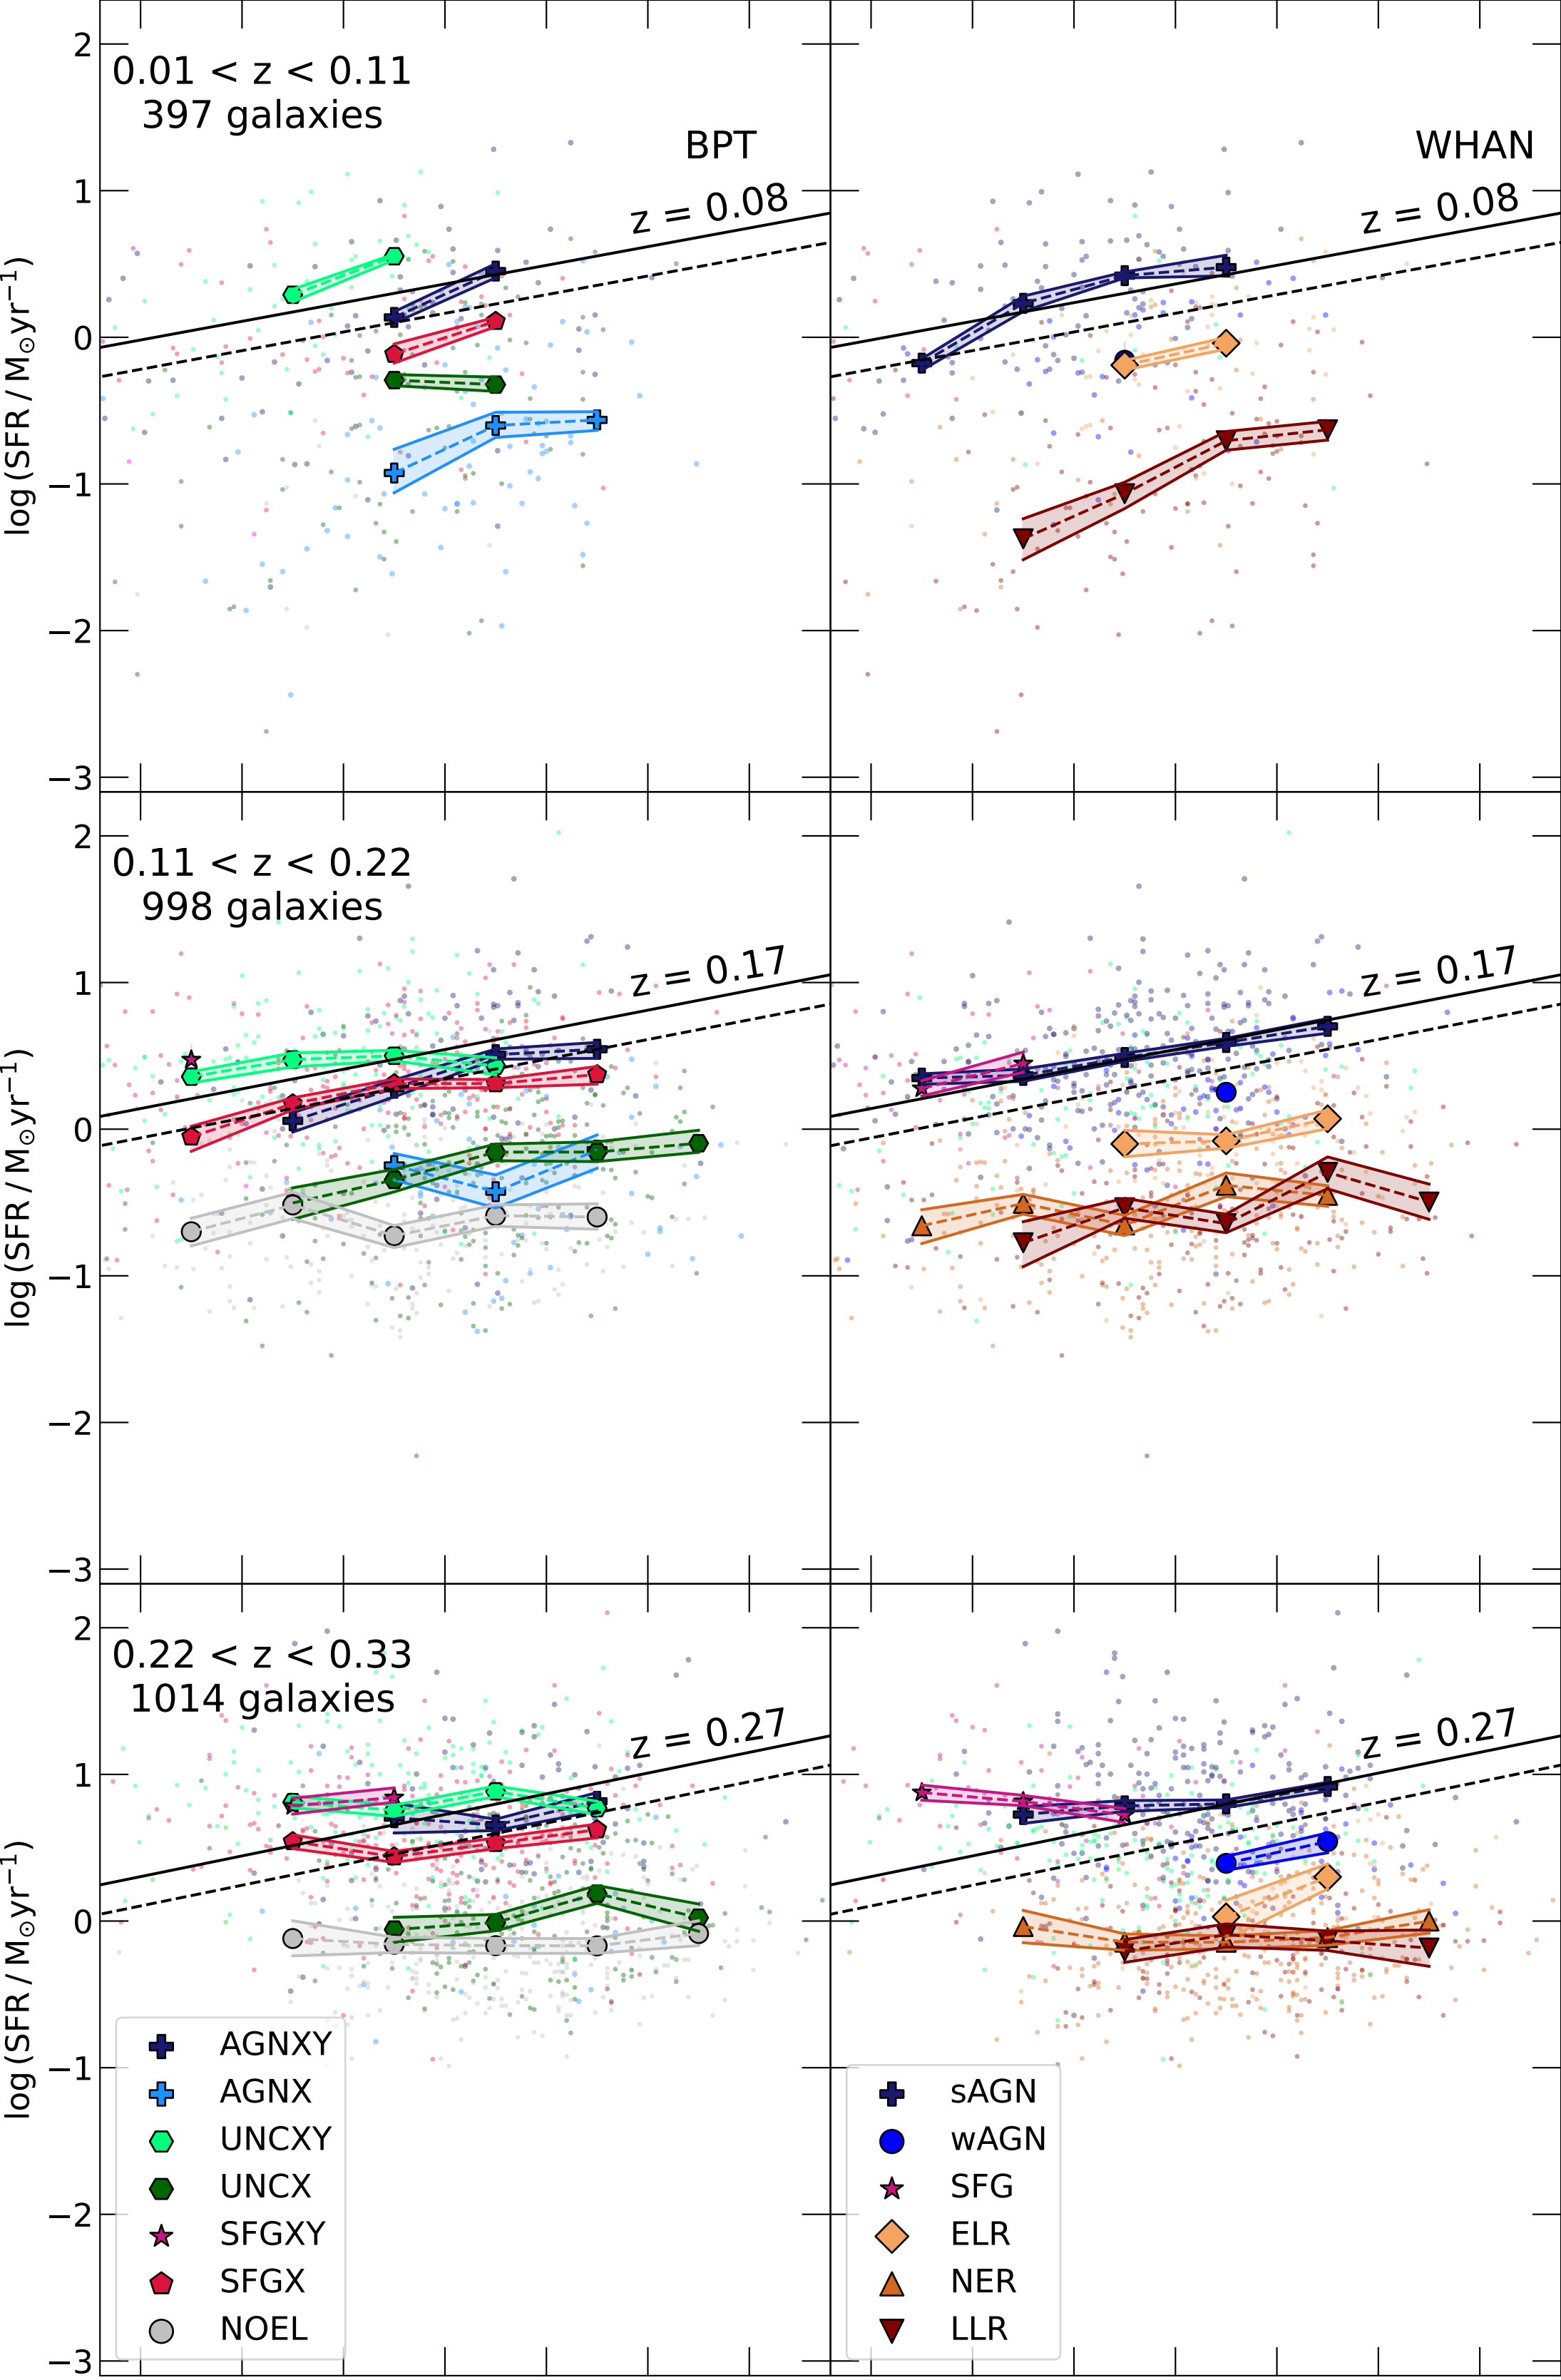 0.01 < z < 0.11
397 galaxies
BPT
z = 0.08
2
1
0
−1
−2
−3
log (SFR / M⊙yr−1)
WHAN
z = 0.08
0.11 < z < 0.22
998 galaxies
z = 0.17
2
1
0
−1
−2
−3
log (SFR / M⊙yr−1)
z = 0.17
0.22 < z < 0.33
1014 galaxies
z = 0.27
2
1
0
−1
−2
−3
log (SFR / M⊙yr−1)
AGNXY
AGNX
UNCXY
UNCX
SFGXY
SFGX
NOEL
z = 0.27
sAGN
wAGN
SFG
ELR
NER
LLR